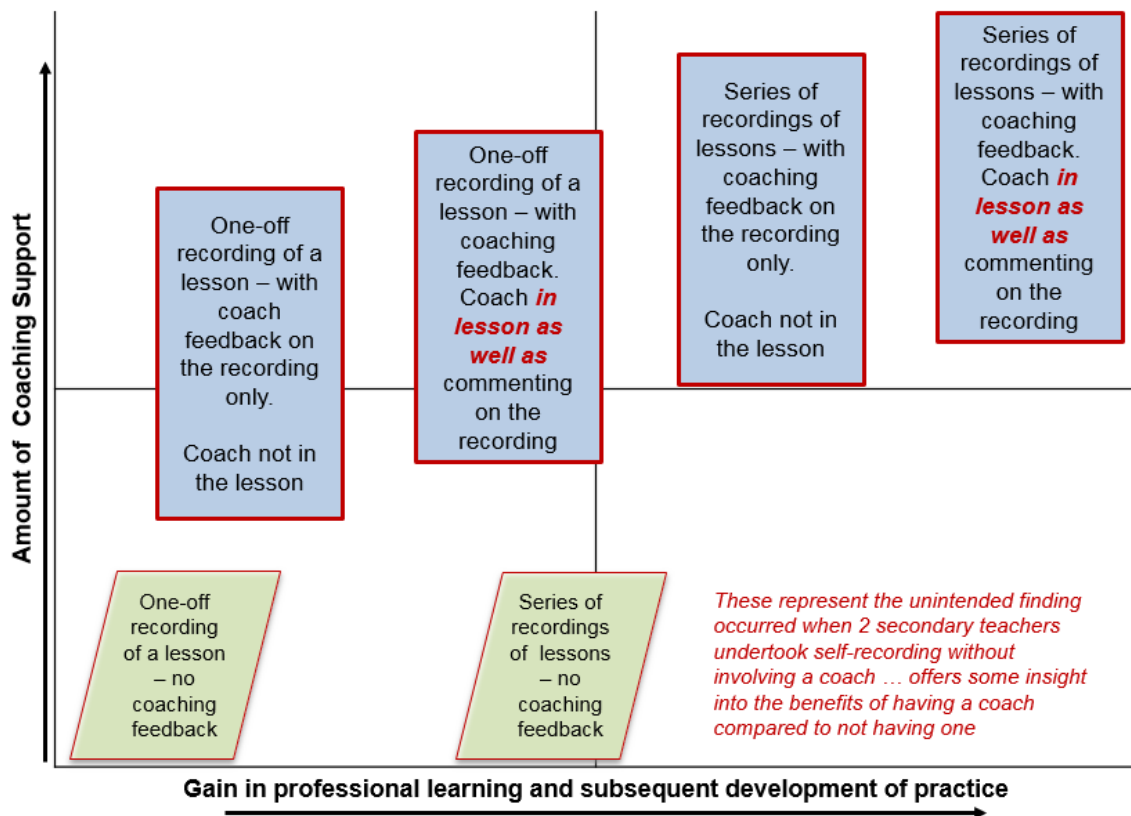 Amount of Coaching Support
One-off
recording of a
lesson – with
coach
feedback on
the recording
only.
Coach not in
the lesson
One-off
recording of a
lesson – with
coaching
feedback.
Coach in
lesson as
well as
commenting
on the
recording
Series of
recordings of
lessons – with
coaching
feedback on
the recording
only.
Coach not in
the lesson
Series of
recordings of
lessons – with
coaching
feedback.
Coach in
lesson as
well as
commenting
on the
recording
One-off
recording
of a lesson
– no
coaching
feedback
Series of
recordings
of lessons
– no
coaching
feedback
These represent the unintended finding
occurred when 2 secondary teachers
undertook self-recording without
involving a coach … offers some insight
into the benefits of having a coach
compared to not having one
Gain in professional learning and subsequent development of practice